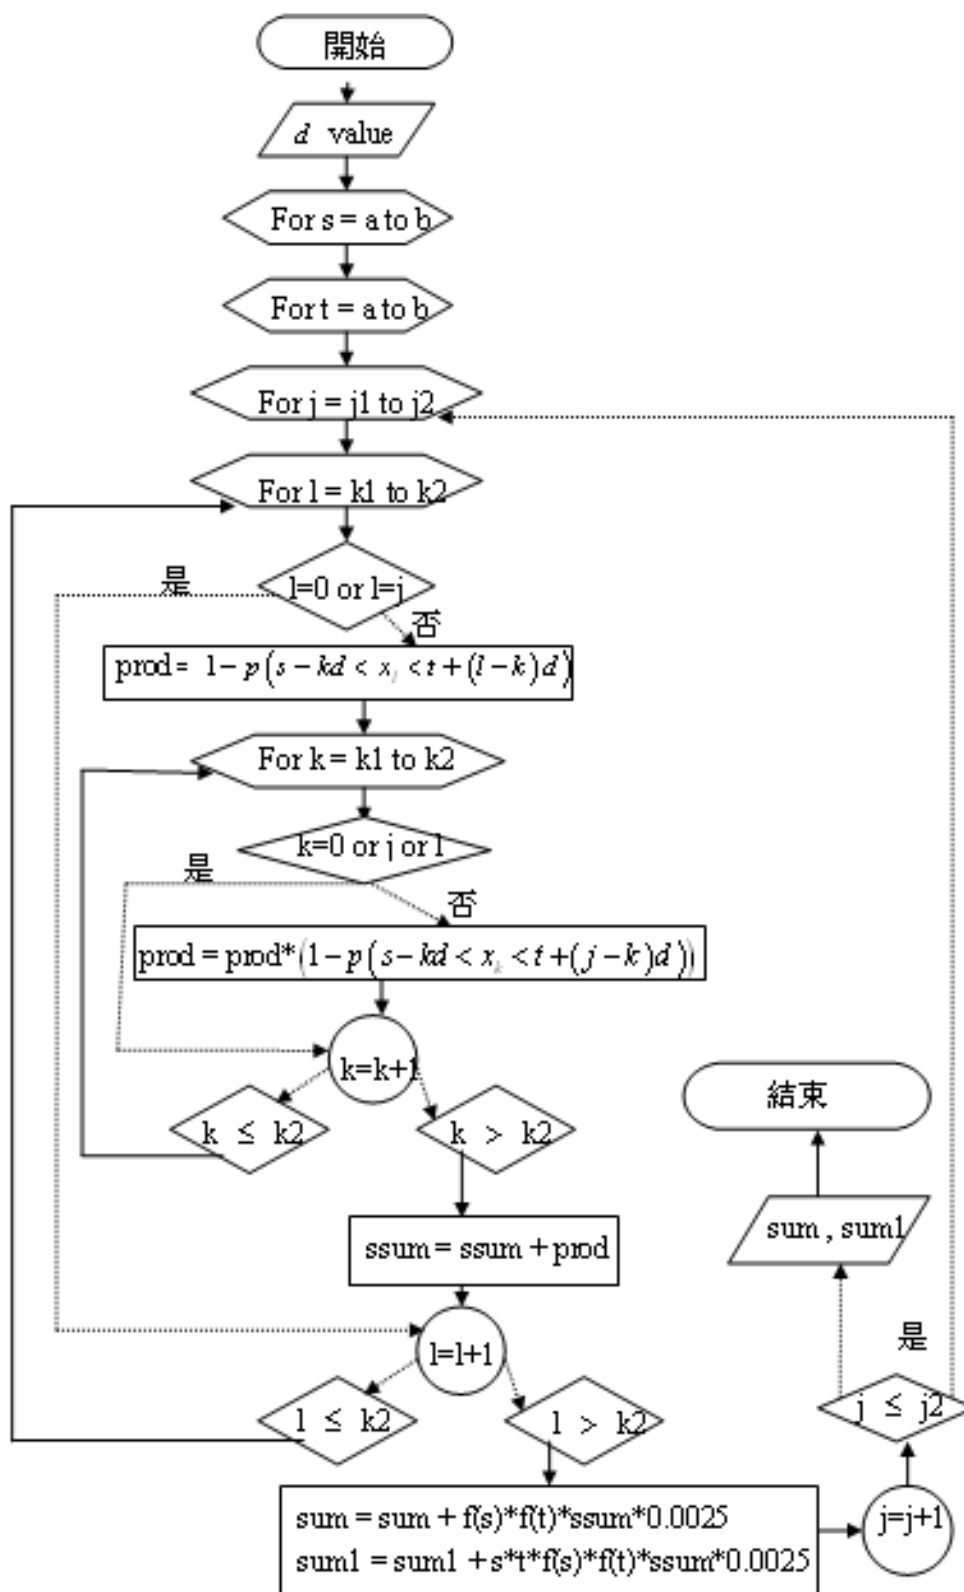 開始
d value
For s = a to b
For t = a to b
For j = j1 to j2
For l = k1 to k2
l=0 or l=j
是
否
prod = 1 − p(s − kd < x_l < t + (l − k)d)
For k = k1 to k2
k=0 or j or l
是
否
prod = prod*(1 − p(s − kd < x_k < t + (j − k)d))
k=k+1
k ≤ k2
k > k2
結束
ssum = ssum + prod
sum , sum1
l=l+1
是
l ≤ k2
l > k2
j ≤ j2
sum = sum + f(s)*f(t)*ssum*0.0025
sum1 = sum1 + s*t*f(s)*f(t)*ssum*0.0025
j=j+1